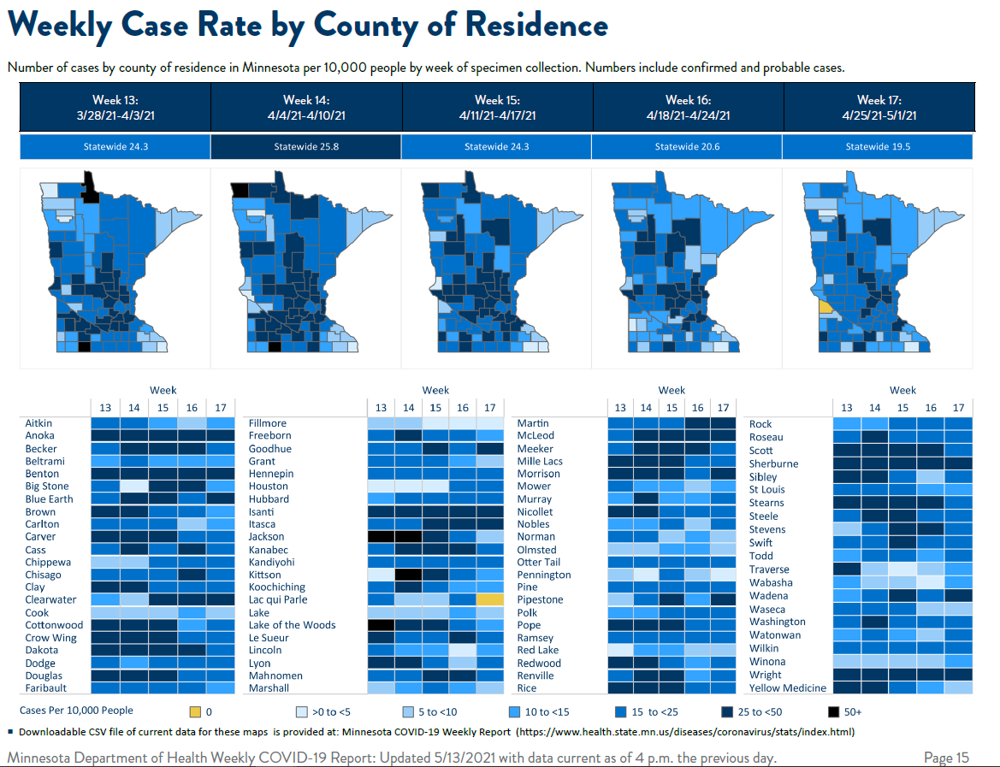 Weekly Case Rate by County of Residence
Number of cases by county of residence in Minnesota per 10,000 people by week of specimen collection. Numbers include confirmed and probable cases.
Week 13:
3/28/21-4/3/21
Week 14:
4/4/21-4/10/21
Week 15:
4/11/21-4/17/21
Week 16:
4/18/21-4/24/21
Week 17:
4/25/21-5/1/21
Statewide 24.3
Statewide 25.8
Statewide 24.3
Statewide 20.6
Statewide 19.5
Week
13 14 15 16 17
Aitkin
Anoka
Becker
Beltrami
Benton
Big Stone
Blue Earth
Brown
Carlton
Carver
Cass
Chippewa
Chisago
Clay
Clearwater
Cook
Cottonwood
Crow Wing
Dakota
Dodge
Douglas
Faribault
Week
13 14 15 16 17
Fillmore
Freeborn
Goodhue
Grant
Hennepin
Houston
Hubbard
Isanti
Itasca
Jackson
Kanabec
Kandiyohi
Kittson
Koochiching
Lac qui Parle
Lake
Lake of the Woods
Le Sueur
Lincoln
Lyon
Mahnomen
Marshall
Week
13 14 15 16 17
Martin
McLeod
Meeker
Mille Lacs
Morrison
Mower
Murray
Nicollet
Nobles
Norman
Olmsted
Otter Tail
Pennington
Pine
Pipestone
Polk
Pope
Ramsey
Red Lake
Redwood
Renville
Rice
Week
13 14 15 16 17
Rock
Roseau
Scott
Sherburne
Sibley
St Louis
Stearns
Steele
Stevens
Swift
Todd
Traverse
Wabasha
Wadena
Waseca
Washington
Watonwan
Wilkin
Winona
Wright
Yellow Medicine
Cases Per 10,000 People 0 >0 to <5 5 to <10 10 to <15 15 to <25 25 to <50 50+
▪ Downloadable CSV file of current data for these maps is provided at: Minnesota COVID-19 Weekly Report (https://www.health.state.mn.us/diseases/coronavirus/stats/index.html)
Minnesota Department of Health Weekly COVID-19 Report: Updated 5/13/2021 with data current as of 4 p.m. the previous day.
Page 15